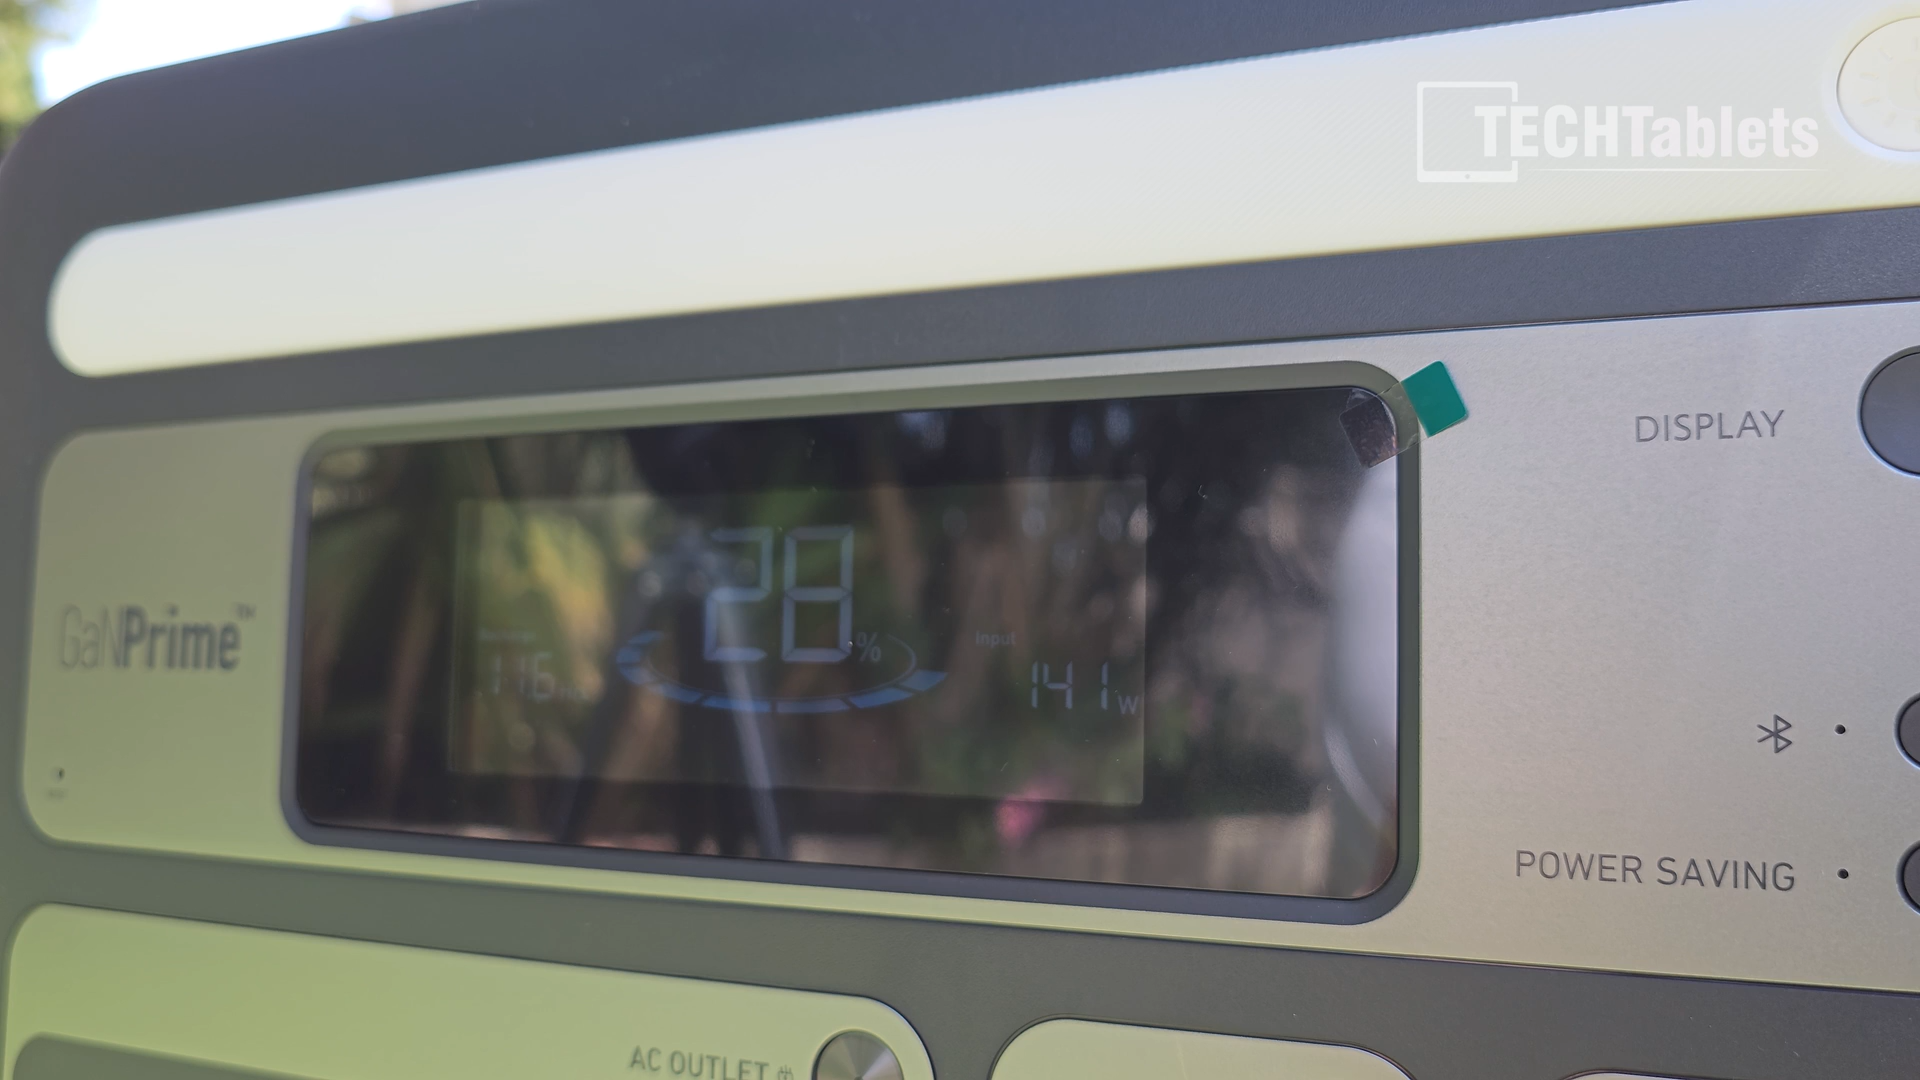 TECHTablets
DISPLAY
28%
Input
141W
GaNPrime™
POWER SAVING
AC OUTLET